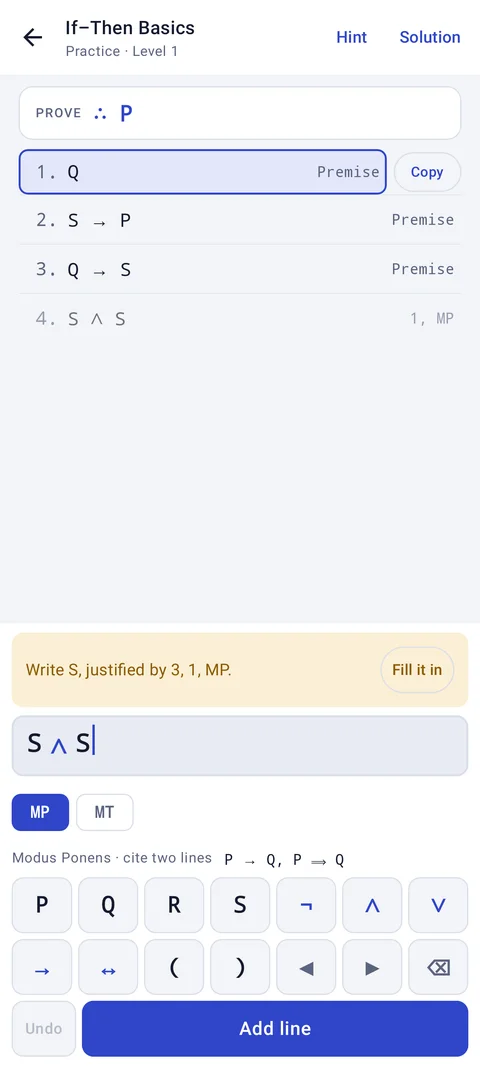 If–Then Basics
Practice · Level 1
Hint
Solution
PROVE ∴ P
1. Q Premise
Copy
2. S → P Premise
3. Q → S Premise
4. S ∧ S 1, MP
Write S, justified by 3, 1, MP.
Fill it in
S ∧ S
MP
MT
Modus Ponens · cite two lines P → Q, P ⟹ Q
P Q R S ¬ ∧ ∨
→ ↔ ( ) ◀ ▶ ⌫
Undo
Add line